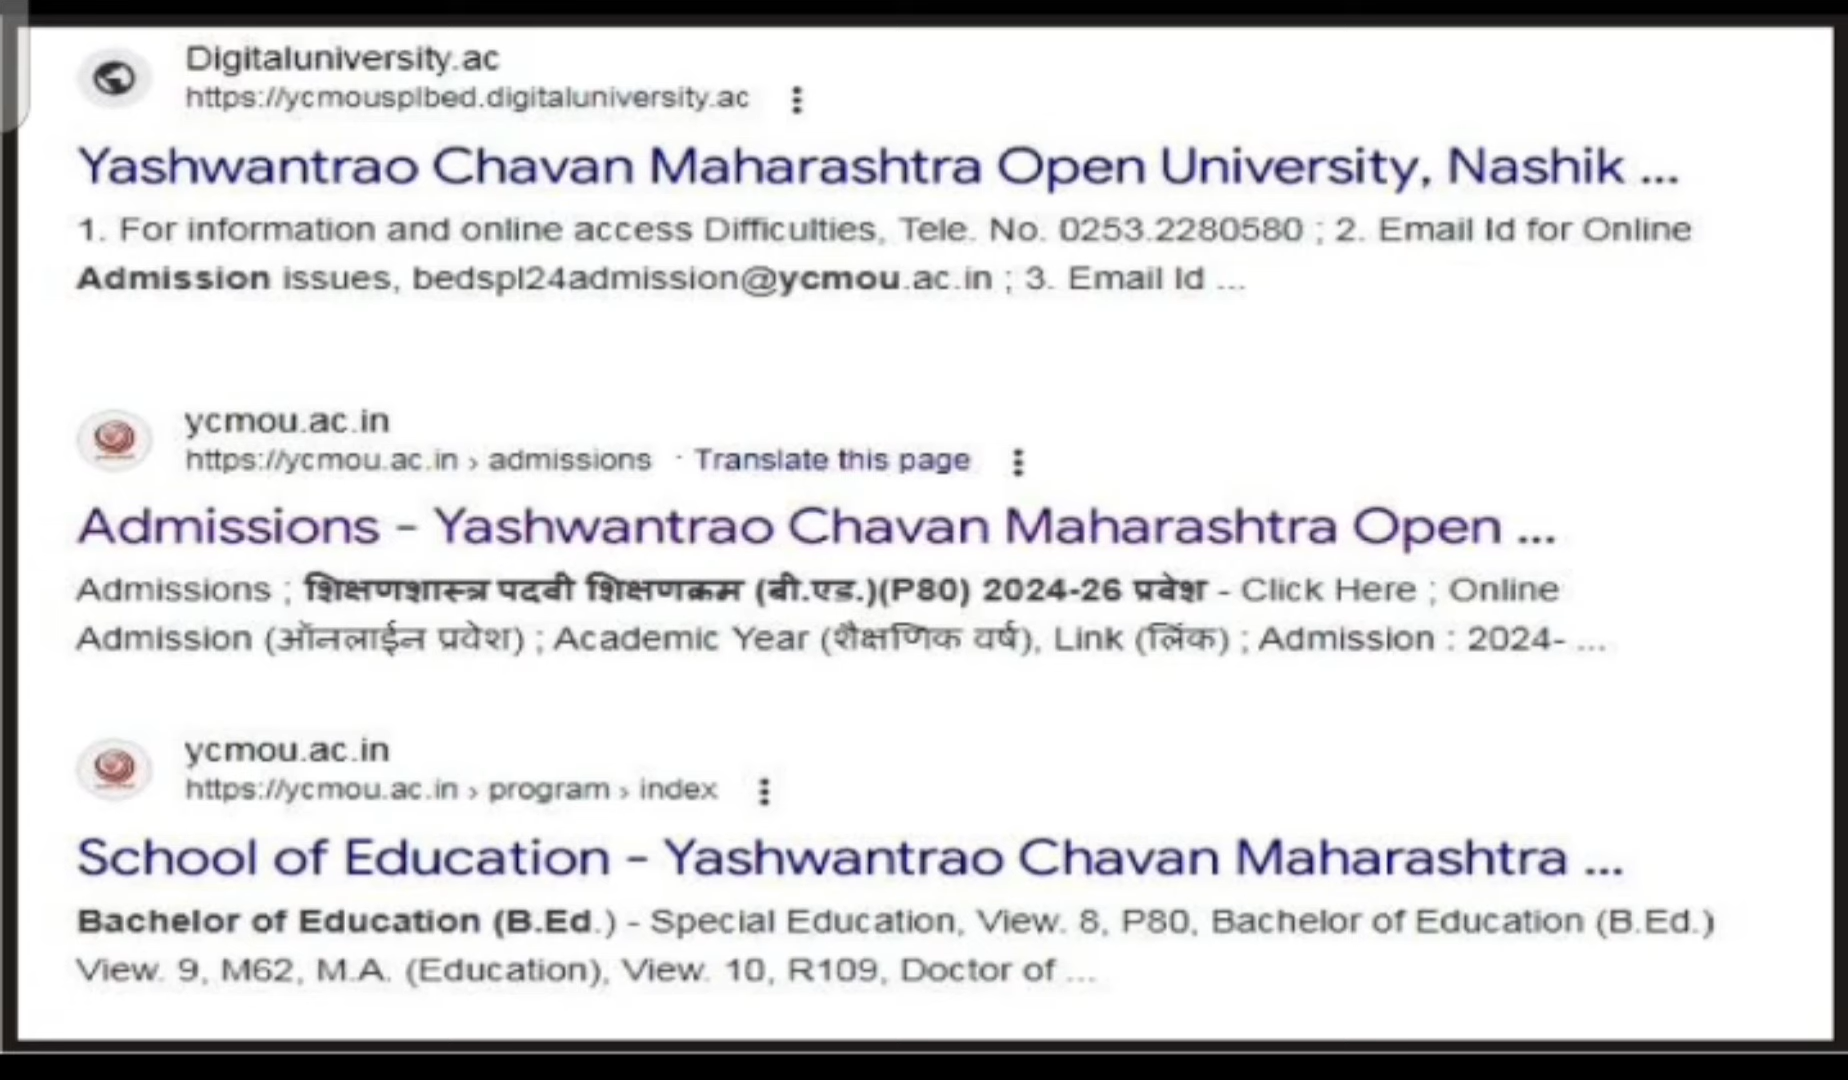 Digitaluniversity.ac
https://ycmousplbed.digitaluniversity.ac
Yashwantrao Chavan Maharashtra Open University, Nashik ...
1. For information and online access Difficulties, Tele. No. 0253.2280580 ; 2. Email Id for Online
Admission issues, bedspl24admission@ycmou.ac.in ; 3. Email Id ...
ycmou.ac.in
https://ycmou.ac.in › admissions · Translate this page
Admissions - Yashwantrao Chavan Maharashtra Open ...
Admissions ; शिक्षणशास्त्र पदवी शिक्षणक्रम (बी.एड.)(P80) 2024-26 प्रवेश - Click Here ; Online
Admission (ऑनलाईन प्रवेश) ; Academic Year (शैक्षणिक वर्ष), Link (लिंक) ; Admission : 2024- ...
ycmou.ac.in
https://ycmou.ac.in › program › index
School of Education - Yashwantrao Chavan Maharashtra ...
Bachelor of Education (B.Ed.) - Special Education, View. 8, P80, Bachelor of Education (B.Ed.)
View. 9, M62, M.A. (Education), View. 10, R109, Doctor of ...